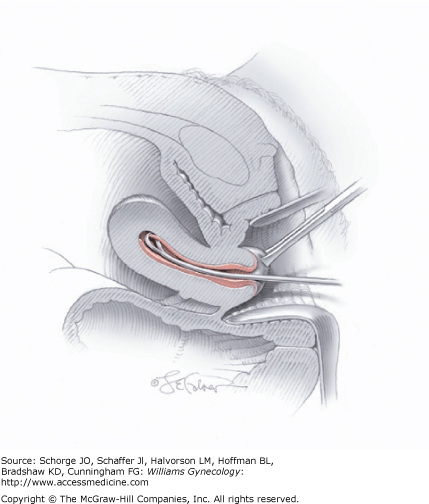 ©
Source: Schorge JO, Schaffer JI, Halvorson LM, Hoffman BL,
Bradshaw KD, Cunningham FG: Williams Gynecology:
http://www.accessmedicine.com
Copyright © The McGraw-Hill Companies, Inc. All rights reserved.